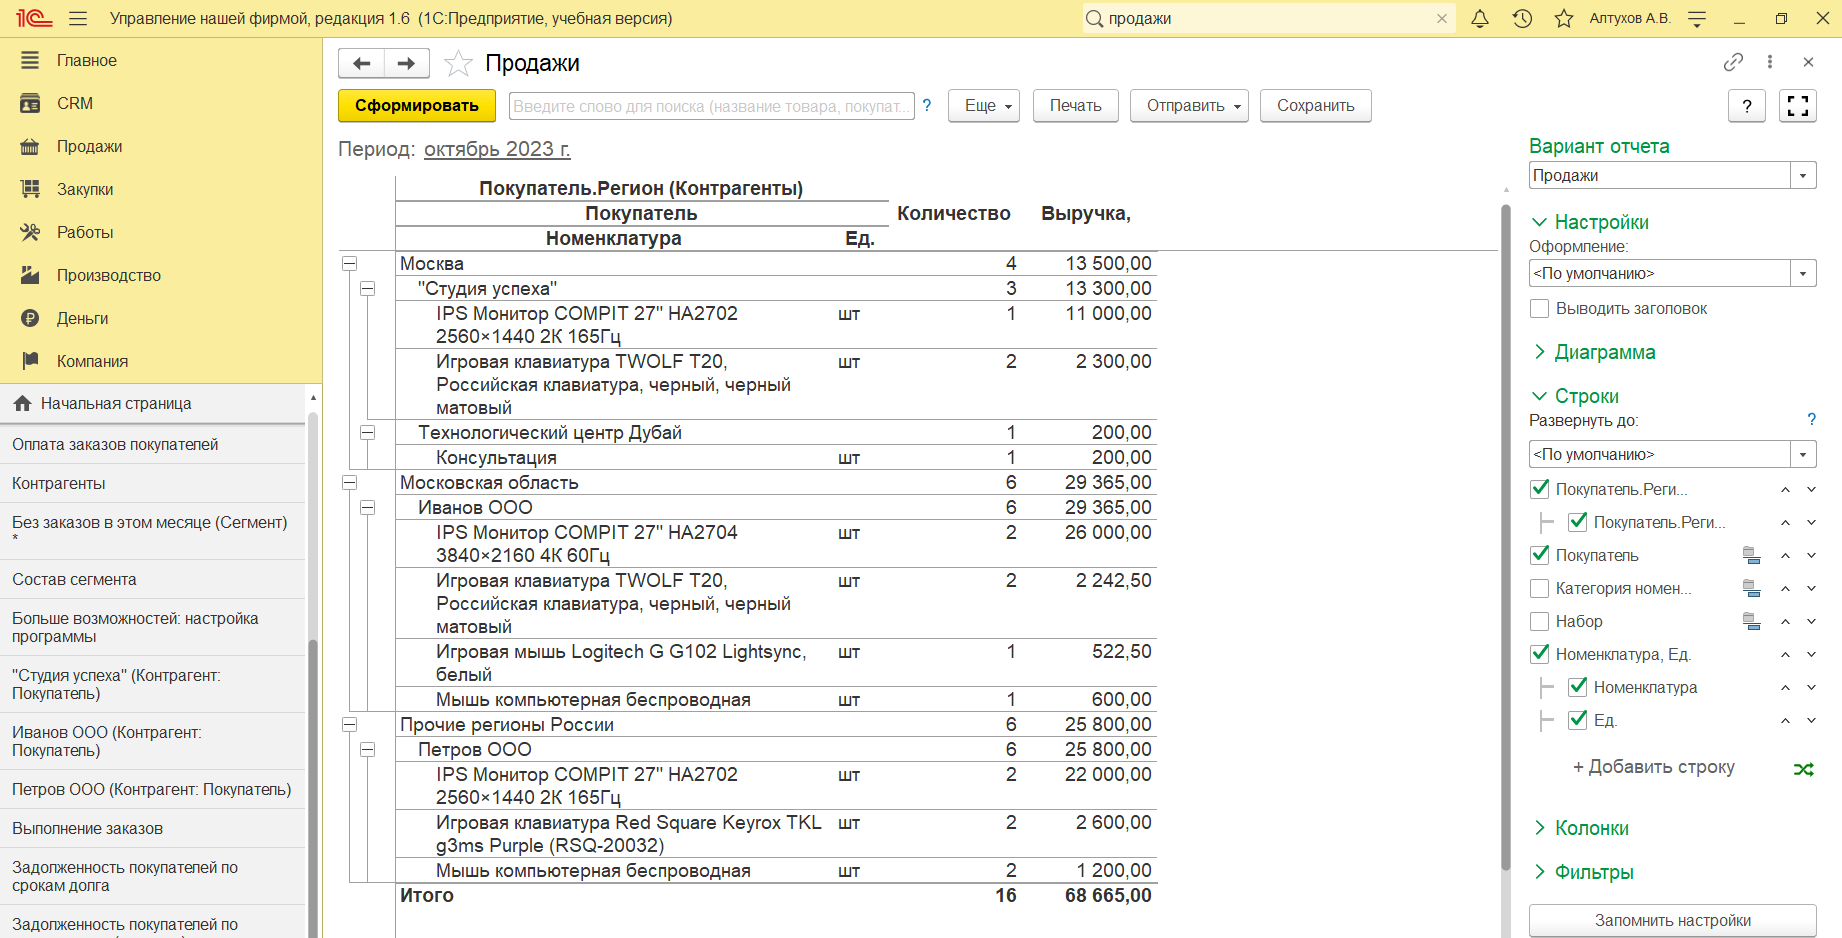 1С Управление нашей фирмой, редакция 1.6 (1С:Предприятие, учебная версия)
продажи
Алтухов А.В.
Главное
CRM
Продажи
Закупки
Работы
Производство
Деньги
Компания
Начальная страница
Оплата заказов покупателей
Контрагенты
Без заказов в этом месяце (Сегмент)
*
Состав сегмента
Больше возможностей: настройка
программы
"Студия успеха" (Контрагент:
Покупатель)
Иванов ООО (Контрагент:
Покупатель)
Петров ООО (Контрагент: Покупатель)
Выполнение заказов
Задолженность покупателей по
срокам долга
Задолженность покупателей по
Продажи
Сформировать
Введите слово для поиска (название товара, покупат...
?
Еще
Печать
Отправить
Сохранить
?
Период: октябрь 2023 г.
Покупатель.Регион (Контрагенты)
Покупатель Количество Выручка,
Номенклатура Ед.
Москва 4 13 500,00
"Студия успеха" 3 13 300,00
IPS Монитор COMPIT 27" HA2702 шт 1 11 000,00
2560×1440 2К 165Гц
Игровая клавиатура TWOLF T20, шт 2 2 300,00
Российская клавиатура, черный, черный
матовый
Технологический центр Дубай 1 200,00
Консультация шт 1 200,00
Московская область 6 29 365,00
Иванов ООО 6 29 365,00
IPS Монитор COMPIT 27" HA2704 шт 2 26 000,00
3840×2160 4К 60Гц
Игровая клавиатура TWOLF T20, шт 2 2 242,50
Российская клавиатура, черный, черный
матовый
Игровая мышь Logitech G G102 Lightsync, шт 1 522,50
белый
Мышь компьютерная беспроводная шт 1 600,00
Прочие регионы России 6 25 800,00
Петров ООО 6 25 800,00
IPS Монитор COMPIT 27" HA2702 шт 2 22 000,00
2560×1440 2К 165Гц
Игровая клавиатура Red Square Keyrox TKL шт 2 2 600,00
g3ms Purple (RSQ-20032)
Мышь компьютерная беспроводная шт 2 1 200,00
Итого 16 68 665,00
Вариант отчета
Продажи
Настройки
Оформление:
<По умолчанию>
Выводить заголовок
Диаграмма
Строки
Развернуть до: ?
<По умолчанию>
Покупатель.Реги...
Покупатель.Реги...
Покупатель
Категория номен...
Набор
Номенклатура, Ед.
Номенклатура
Ед.
+ Добавить строку
Колонки
Фильтры
Запомнить настройки